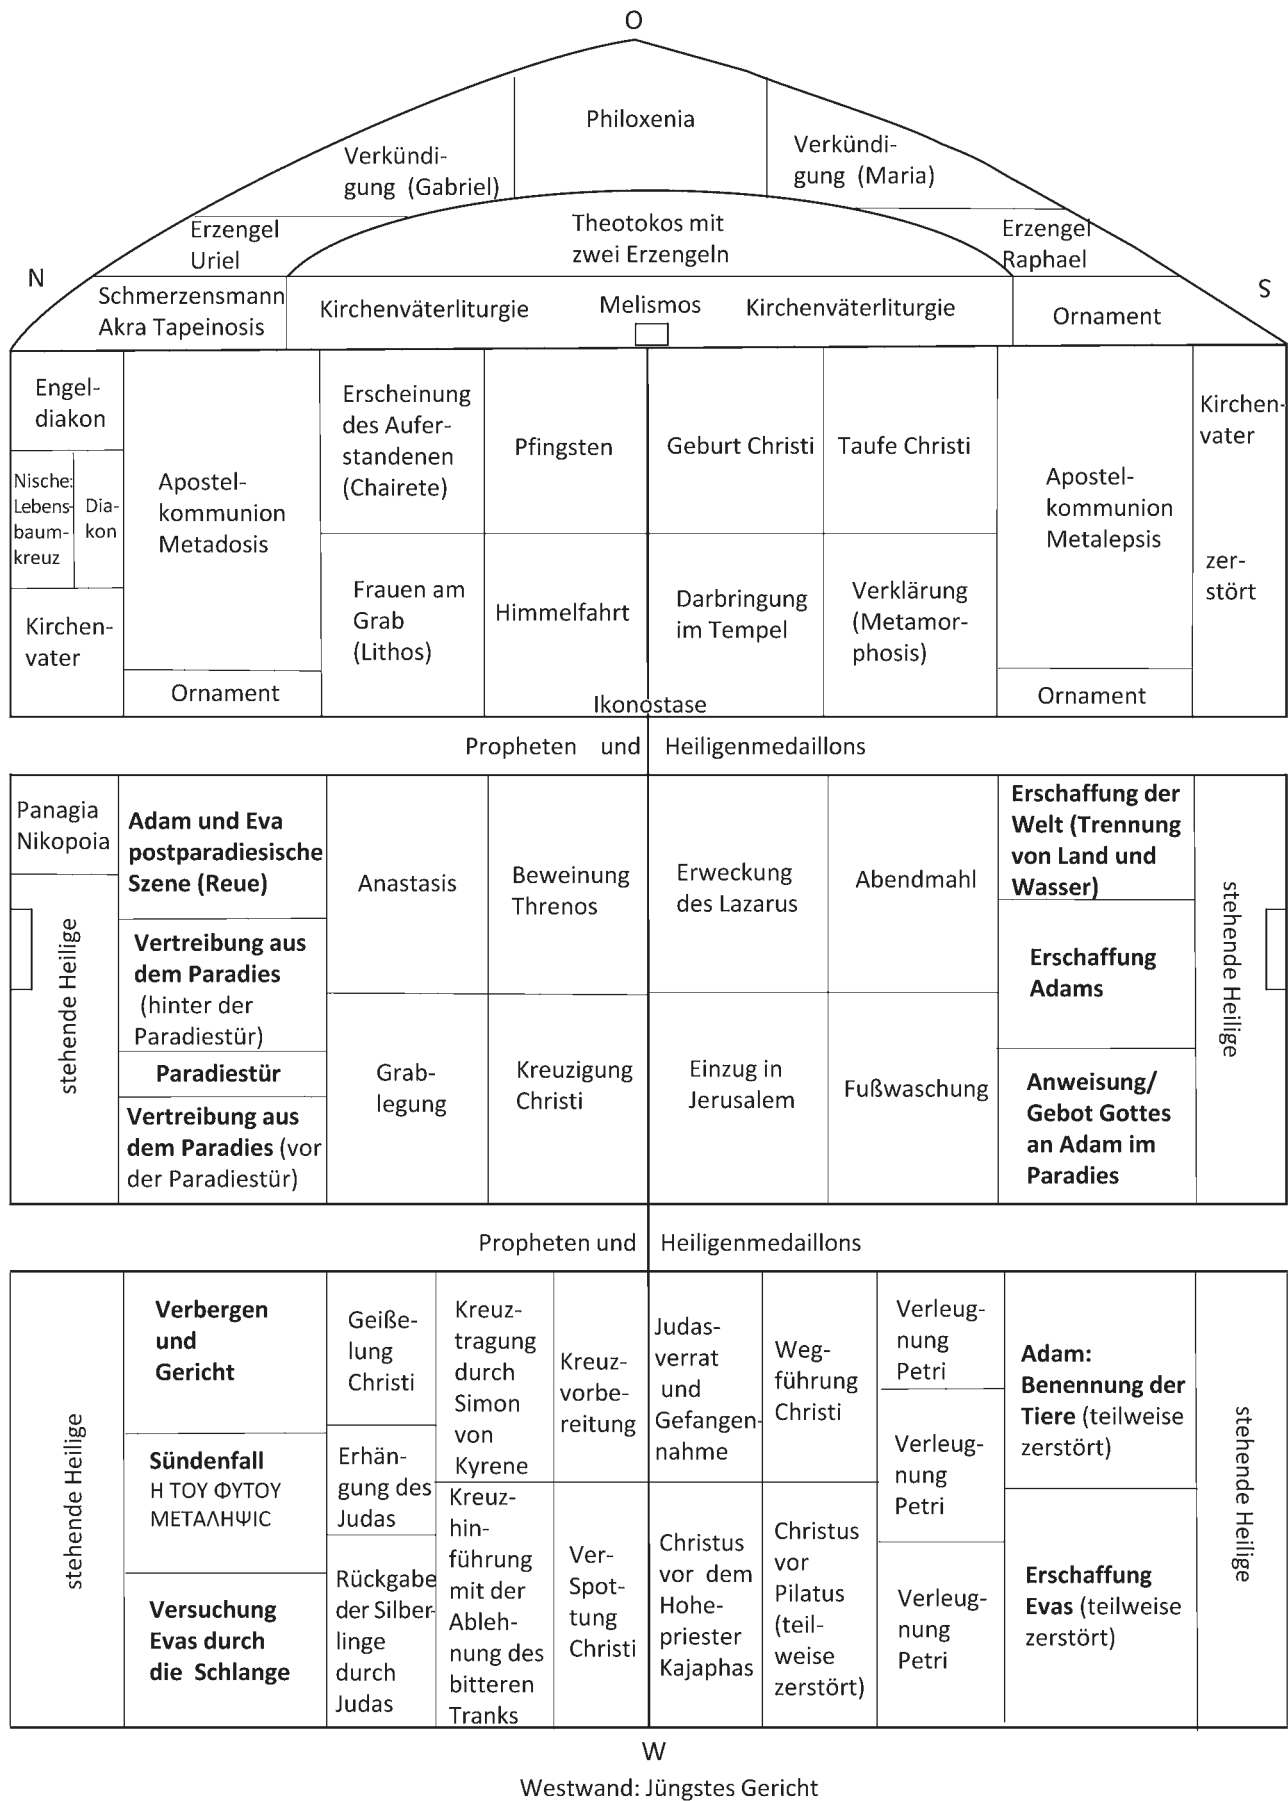 O
Philoxenia
Verkündi-
gung (Gabriel)
Verkündi-
gung (Maria)
Erzengel
Uriel
Theotokos mit
zwei Erzengeln
Erzengel
Raphael
N
S
Schmerzensmann
Akra Tapeinosis
Kirchenväterliturgie
Melismos
Kirchenväterliturgie
Ornament
Engel-
diakon
Nische:
Lebens-
baum-
kreuz
Dia-
kon
Kirchen-
vater
Apostel-
kommunion
Metadosis
Ornament
Erscheinung
des Aufer-
standenen
(Chairete)
Pfingsten
Geburt Christi
Taufe Christi
Frauen am
Grab
(Lithos)
Himmelfahrt
Darbringung
im Tempel
Verklärung
(Metamor-
phosis)
Apostel-
kommunion
Metalepsis
Ornament
Kirchen-
vater
zer-
stört
Ikonostase
Propheten und
Heiligenmedaillons
Panagia
Nikopoia
stehende Heilige
Adam und Eva
postparadiesische
Szene (Reue)
Vertreibung aus
dem Paradies
(hinter der
Paradiestür)
Paradiestür
Vertreibung aus
dem Paradies (vor
der Paradiestür)
Anastasis
Beweinung
Threnos
Erweckung
des Lazarus
Abendmahl
Grab-
legung
Kreuzigung
Christi
Einzug in
Jerusalem
Fußwaschung
Erschaffung der
Welt (Trennung
von Land und
Wasser)
Erschaffung
Adams
Anweisung/
Gebot Gottes
an Adam im
Paradies
stehende Heilige
Propheten und
Heiligenmedaillons
stehende Heilige
Verbergen
und
Gericht
Sündenfall
Η ΤΟΥ ΦΥΤΟΥ
ΜΕΤΑΛΗΨΙC
Versuchung
Evas durch
die Schlange
Geiße-
lung
Christi
Erhän-
gung des
Judas
Rückgabe
der Silber-
linge
durch
Judas
Kreuz-
tragung
durch
Simon
von
Kyrene
Kreuz-
hin-
führung
mit der
Ableh-
nung des
bitteren
Tranks
Kreuz-
vorbe-
reitung
Ver-
Spot-
tung
Christi
Judas-
verrat
und
Gefangen-
nahme
Christus
vor dem
Hohe-
priester
Kajaphas
Weg-
führung
Christi
Christus
vor
Pilatus
(teil-
weise
zerstört)
Verleug-
nung
Petri
Verleug-
nung
Petri
Verleug-
nung
Petri
Adam:
Benennung der
Tiere (teilweise
zerstört)
Erschaffung
Evas (teilweise
zerstört)
stehende Heilige
W
Westwand: Jüngstes Gericht